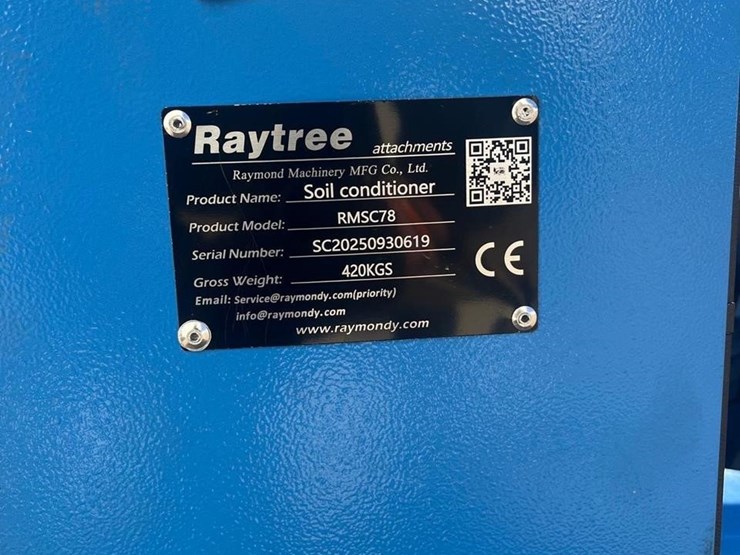 Raytree attachments
Raymond Machinery MFG Co., Ltd.
Product Name: Soil conditioner
Product Model: RMSC78
Serial Number: SC20250930619
Gross Weight: 420KGS
Email: Service@raymondy.com(priority)
info@raymondy.com
www.raymondy.com
CE